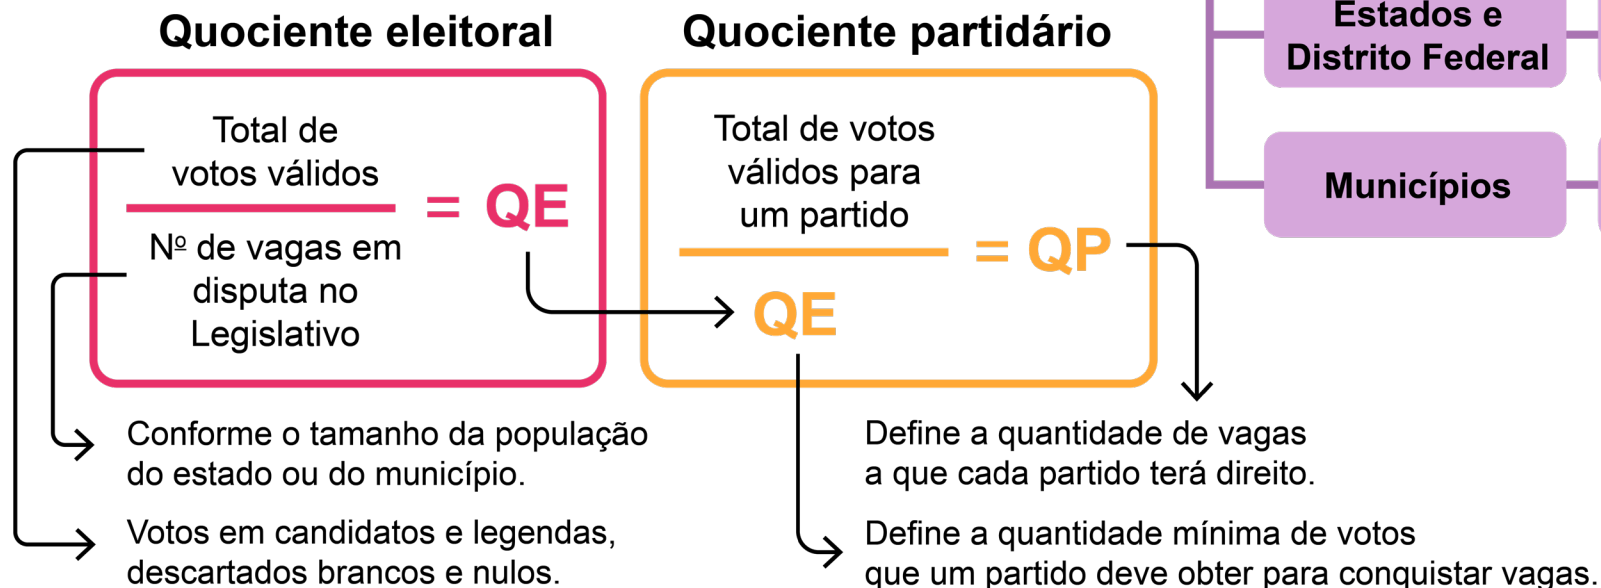 Quociente eleitoral
Total de
votos válidos
= QE
Nº de vagas em
disputa no
Legislativo
Conforme o tamanho da população
do estado ou do município.
Votos em candidatos e legendas,
descartados brancos e nulos.
Quociente partidário
Total de votos
válidos para
um partido
= QP
QE
Define a quantidade de vagas
a que cada partido terá direito.
Define a quantidade mínima de votos
que um partido deve obter para conquistar vagas.
Estados e
Distrito Federal
Municípios